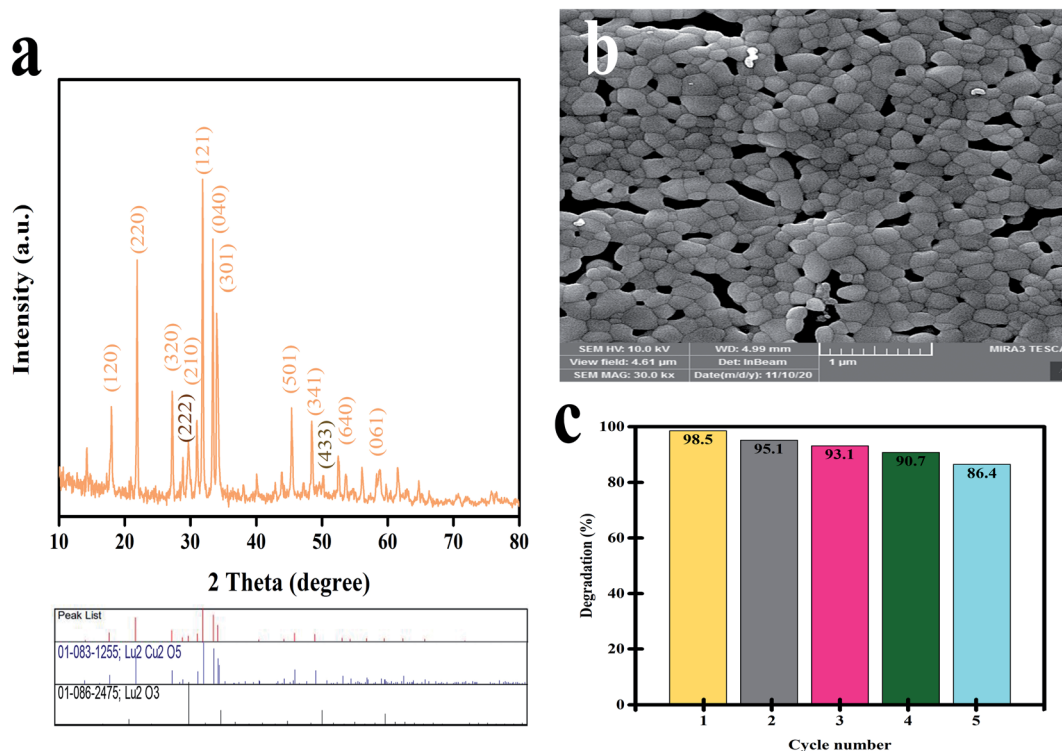 a
Intensity (a.u.)
(120)
(220)
(320)
(222)
(210)
(121)
(040)
(301)
(501)
(341)
(433)
(640)
(061)
10 20 30 40 50 60 70 80
2 Theta (degree)
Peak List
01-083-1255; Lu2 Cu2 O5
01-086-2475; Lu2 O3
b
SEM HV: 10.0 kV WD: 4.99 mm MIRA3 TESCA
View field: 4.61 µm Det: InBeam 1 µm
SEM MAG: 30.0 kx Date(m/d/y): 11/10/20
c
Degradation (%)
100
80
60
40
20
0
98.5
95.1
93.1
90.7
86.4
1 2 3 4 5
Cycle number